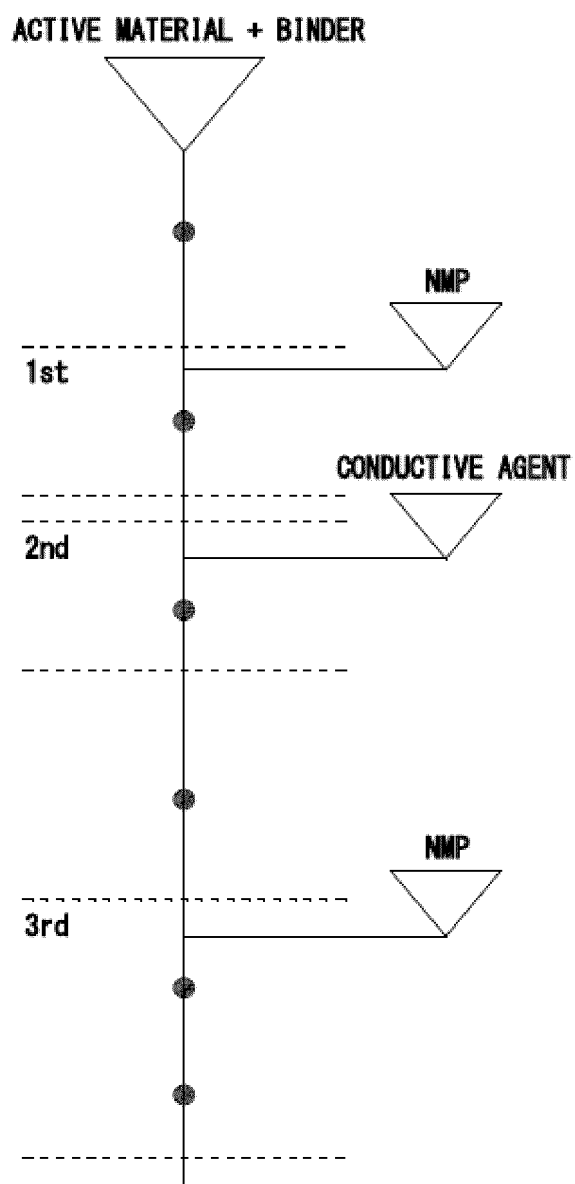 ACTIVE MATERIAL + BINDER
NMP
1st
CONDUCTIVE AGENT
2nd
NMP
3rd